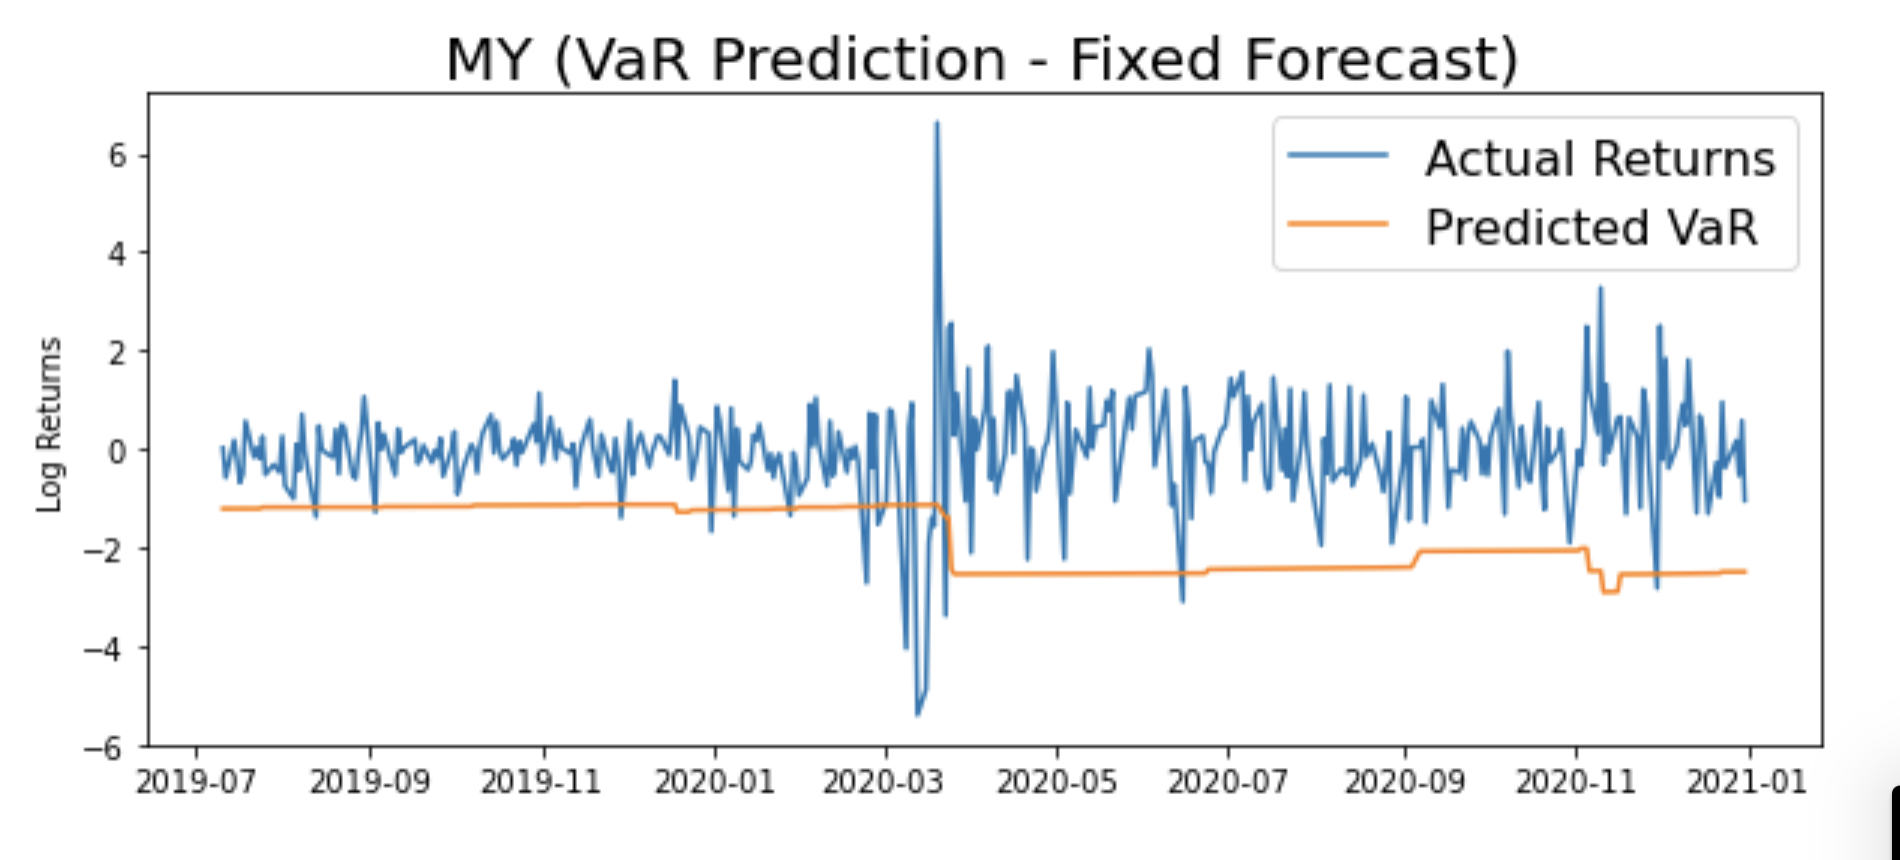 MY (VaR Prediction - Fixed Forecast)
Actual Returns
Predicted VaR
Log Returns
6
4
2
0
−2
−4
−6
2019-07 2019-09 2019-11 2020-01 2020-03 2020-05 2020-07 2020-09 2020-11 2021-01